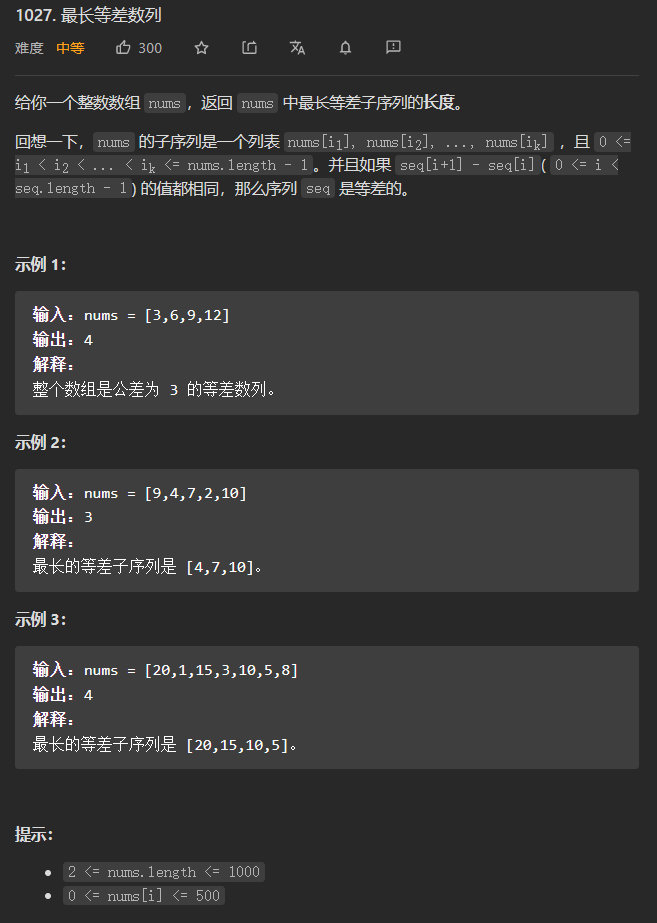 1027. 最长等差数列
难度 中等 300
给你一个整数数组 nums，返回 nums 中最长等差子序列的长度。
回想一下，nums 的子序列是一个列表 nums[i₁], nums[i₂], ..., nums[iₖ] ，且 0 <=
i₁ < i₂ < ... < iₖ <= nums.length - 1。并且如果 seq[i+1] - seq[i]( 0 <= i <
seq.length - 1) 的值都相同，那么序列 seq 是等差的。
示例 1：
输入：nums = [3,6,9,12]
输出：4
解释：
整个数组是公差为 3 的等差数列。
示例 2：
输入：nums = [9,4,7,2,10]
输出：3
解释：
最长的等差子序列是 [4,7,10]。
示例 3：
输入：nums = [20,1,15,3,10,5,8]
输出：4
解释：
最长的等差子序列是 [20,15,10,5]。
提示：
• 2 <= nums.length <= 1000
• 0 <= nums[i] <= 500